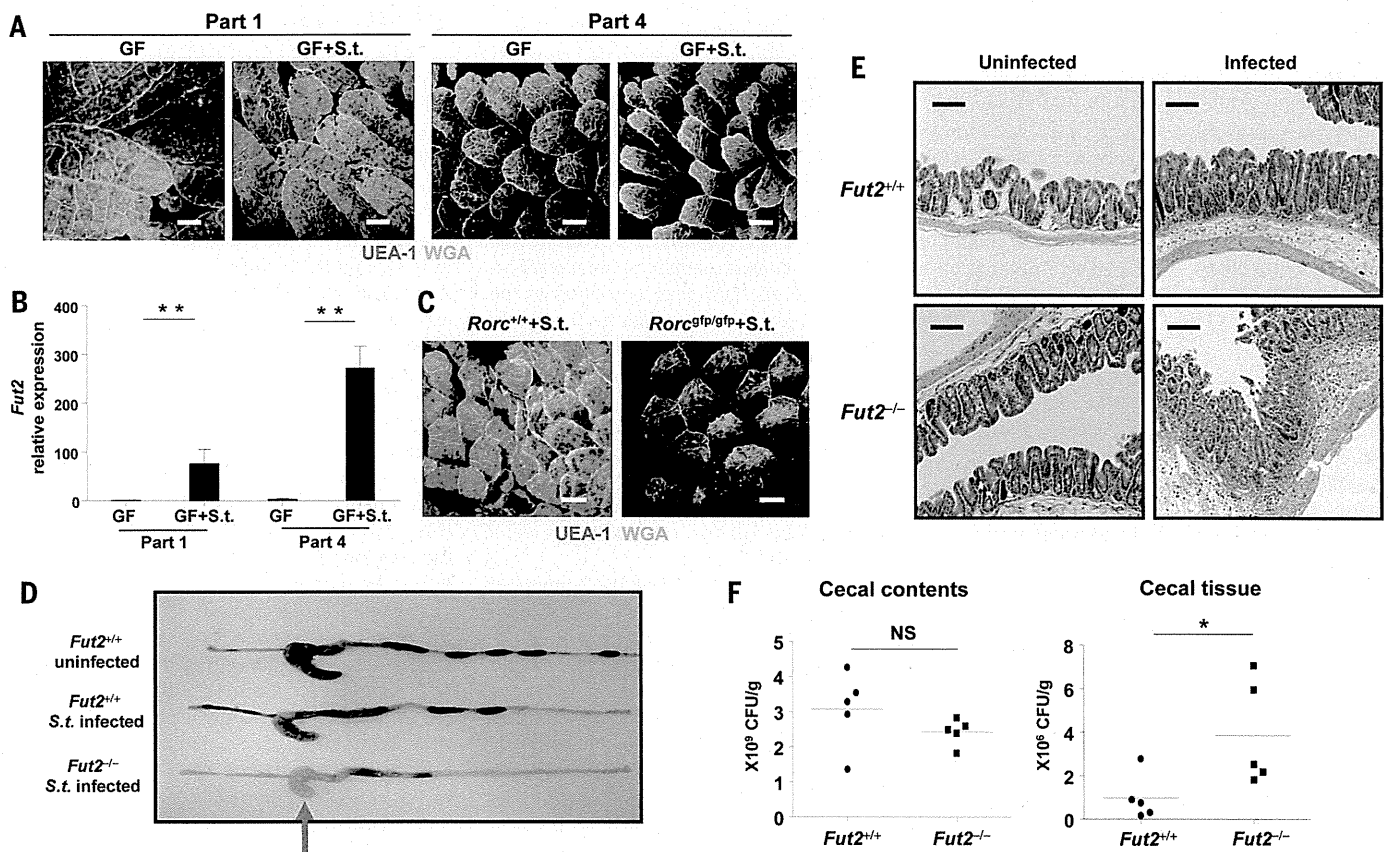 A
Part 1
Part 4
GF
GF+S.t.
GF
GF+S.t.
UEA-1 WGA
B
Fut2
relative expression
400
300
200
100
0
* *
* *
GF
GF+S.t.
GF
GF+S.t.
Part 1
Part 4
C
Rorc+/++S.t.
Rorcgfp/gfp+S.t.
UEA-1 WGA
D
Fut2+/+
uninfected
Fut2+/+
S.t. infected
Fut2–/–
S.t. infected
E
Uninfected
Infected
Fut2+/+
Fut2–/–
F
Cecal contents
NS
X10⁹ CFU/g
5
4
3
2
1
0
Fut2+/+
Fut2–/–
Cecal tissue
*
X10⁶ CFU/g
8
6
4
2
0
Fut2+/+
Fut2–/–